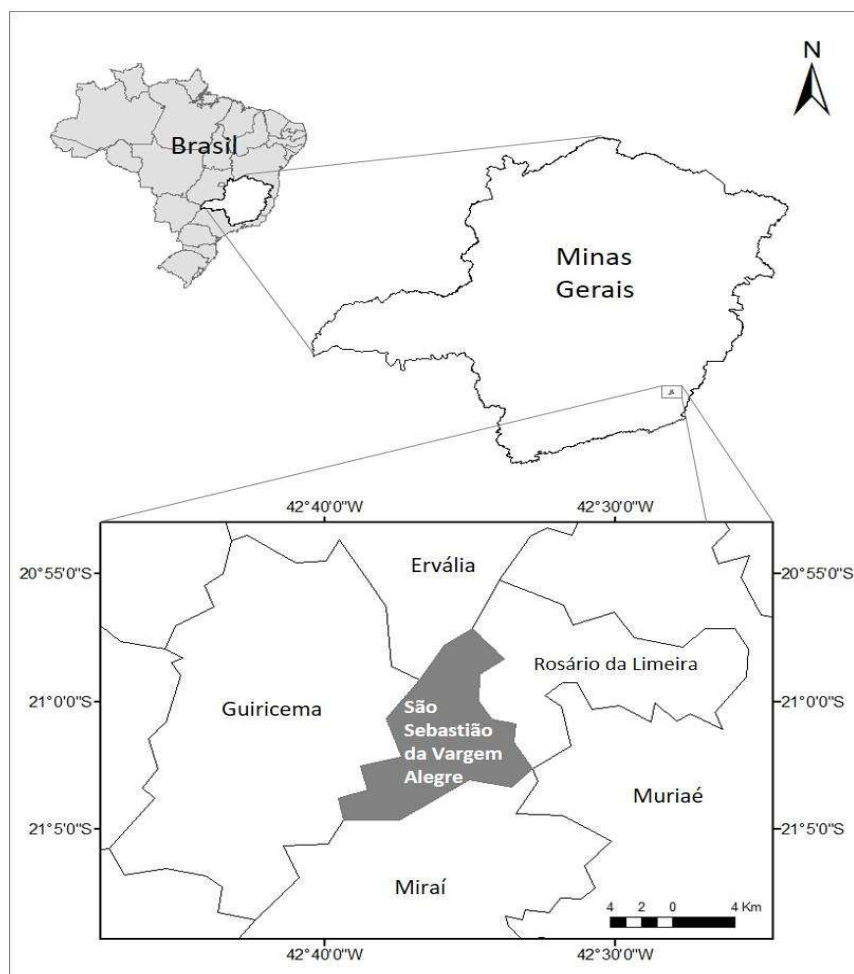 N
Brasil
Minas
Gerais
42°40'0"W
42°30'0"W
20°55'0"S
20°55'0"S
Ervália
Rosário da Limeira
21°0'0"S
21°0'0"S
Guiricema
São
Sebastião
da Vargem
Alegre
Muriaé
21°5'0"S
21°5'0"S
Miraí
4 2 0 4 Km
42°40'0"W
42°30'0"W